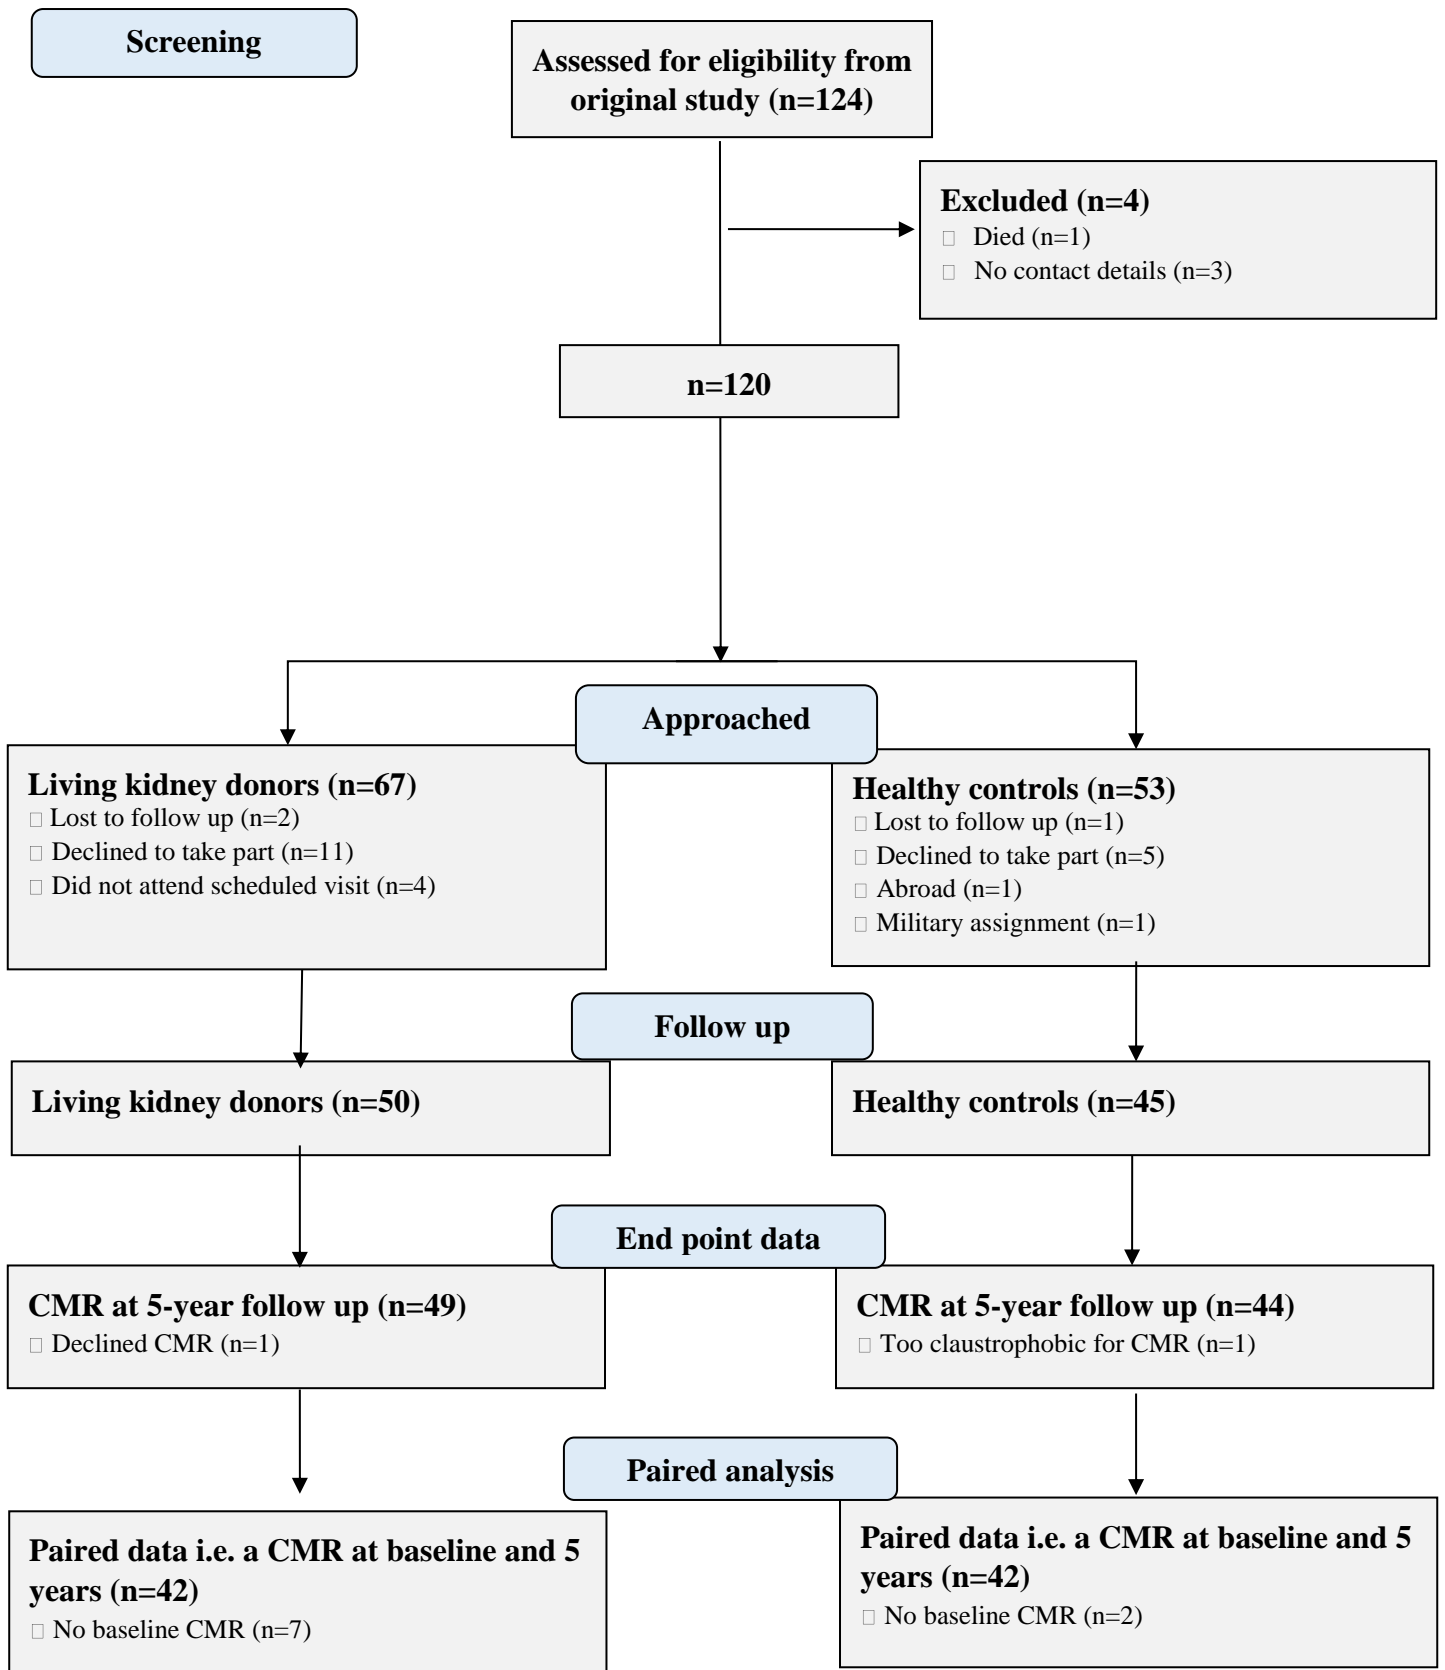 Screening
Assessed for eligibility from
original study (n=124)
Excluded (n=4)
Died (n=1)
No contact details (n=3)
n=120
Approached
Living kidney donors (n=67)
Lost to follow up (n=2)
Declined to take part (n=11)
Did not attend scheduled visit (n=4)
Healthy controls (n=53)
Lost to follow up (n=1)
Declined to take part (n=5)
Abroad (n=1)
Military assignment (n=1)
Follow up
Living kidney donors (n=50)
Healthy controls (n=45)
End point data
CMR at 5-year follow up (n=49)
Declined CMR (n=1)
CMR at 5-year follow up (n=44)
Too claustrophobic for CMR (n=1)
Paired analysis
Paired data i.e. a CMR at baseline and 5
years (n=42)
No baseline CMR (n=7)
Paired data i.e. a CMR at baseline and 5
years (n=42)
No baseline CMR (n=2)